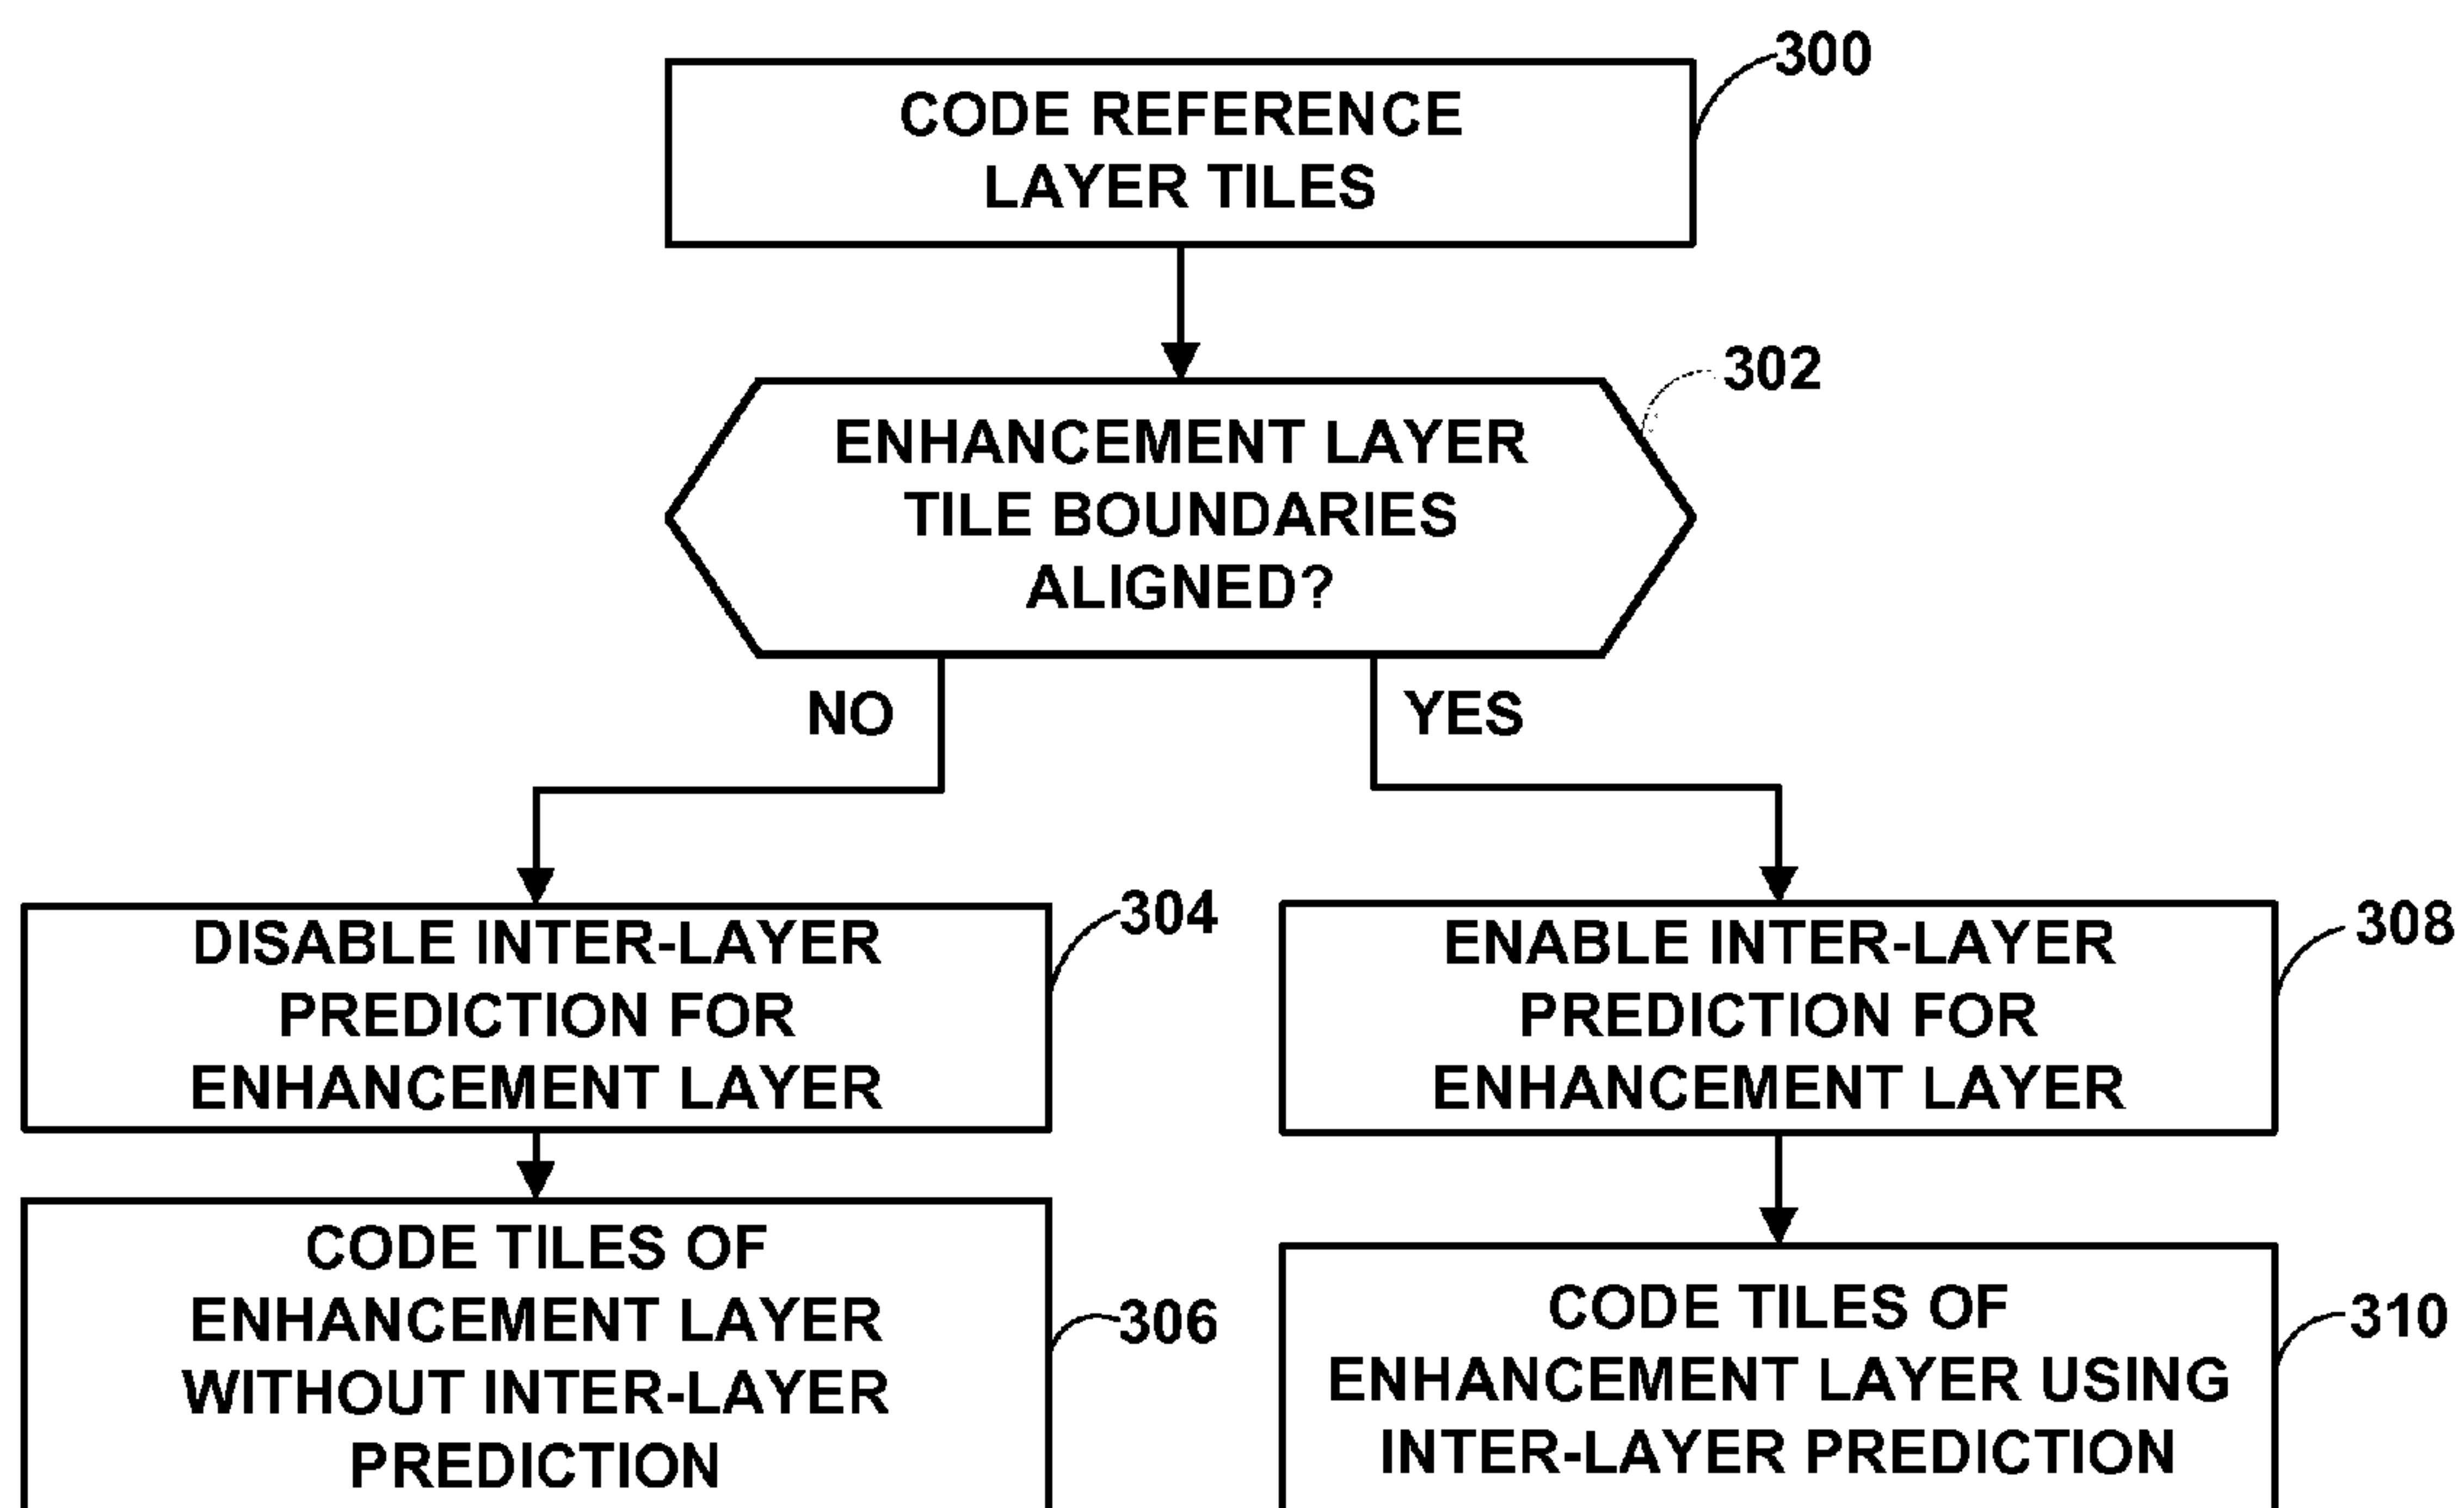 300
CODE REFERENCE
LAYER TILES
302
ENHANCEMENT LAYER
TILE BOUNDARIES
ALIGNED?
NO
YES
304
DISABLE INTER-LAYER
PREDICTION FOR
ENHANCEMENT LAYER
308
ENABLE INTER-LAYER
PREDICTION FOR
ENHANCEMENT LAYER
306
CODE TILES OF
ENHANCEMENT LAYER
WITHOUT INTER-LAYER
PREDICTION
310
CODE TILES OF
ENHANCEMENT LAYER USING
INTER-LAYER PREDICTION